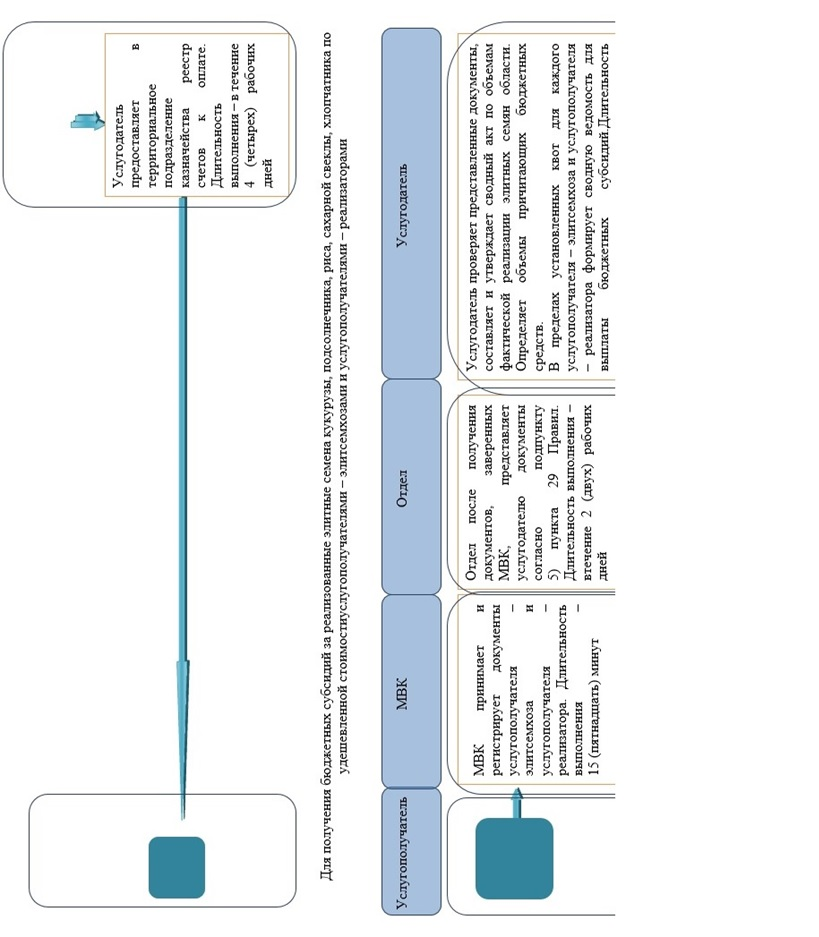 Услугодатель
предоставляет в
территориальное
подразделение
казначейства реестр
счетов к оплате.
Длительность
выполнения – в течение
4 (четырех) рабочих
дней
Для получения бюджетных субсидий за реализованные элитные семена кукурузы, подсолнечника, риса, сахарной свеклы, хлопчатника по
удешевленной стоимостиуслугополучателями – элитсемхозами и услугополучателями – реализаторами
Услугополучатель
МВК
Отдел
Услугодатель
МВК принимает и
регистрирует документы
услугополучателя –
элитсемхоза и
услугополучателя –
реализатора. Длительность
выполнения –
15 (пятнадцать) минут
Отдел после получения
документов, заверенных
МВК, представляет
услугодателю документы
согласно подпункту
5) пункта 29 Правил.
Длительность выполнения –
втечение 2 (двух) рабочих
дней
Услугодатель проверяет представленные документы,
составляет и утверждает сводный акт по объемам
фактической реализации элитных семян области.
Определяет объемы причитающих бюджетных
средств.
В пределах установленных квот для каждого
услугополучателя – элитсемхоза и услугополучателя
– реализатора формирует сводную ведомость для
выплаты бюджетных субсидий.Длительность